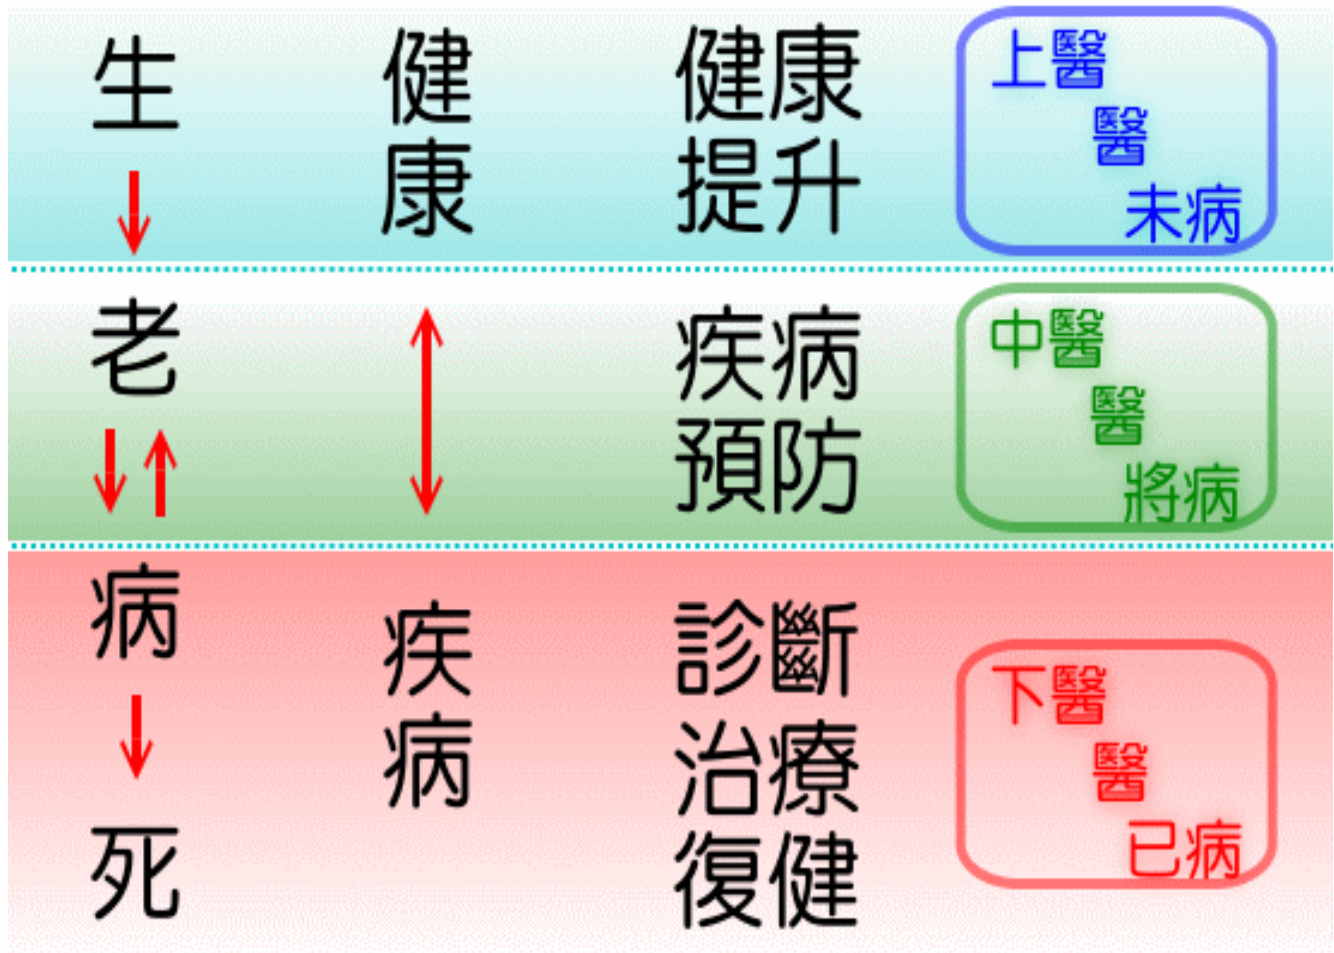 生
健康
健康
提升
上醫
醫
未病
老
疾病
預防
中醫
醫
將病
病
死
疾病
診斷
治療
復健
下醫
醫
已病